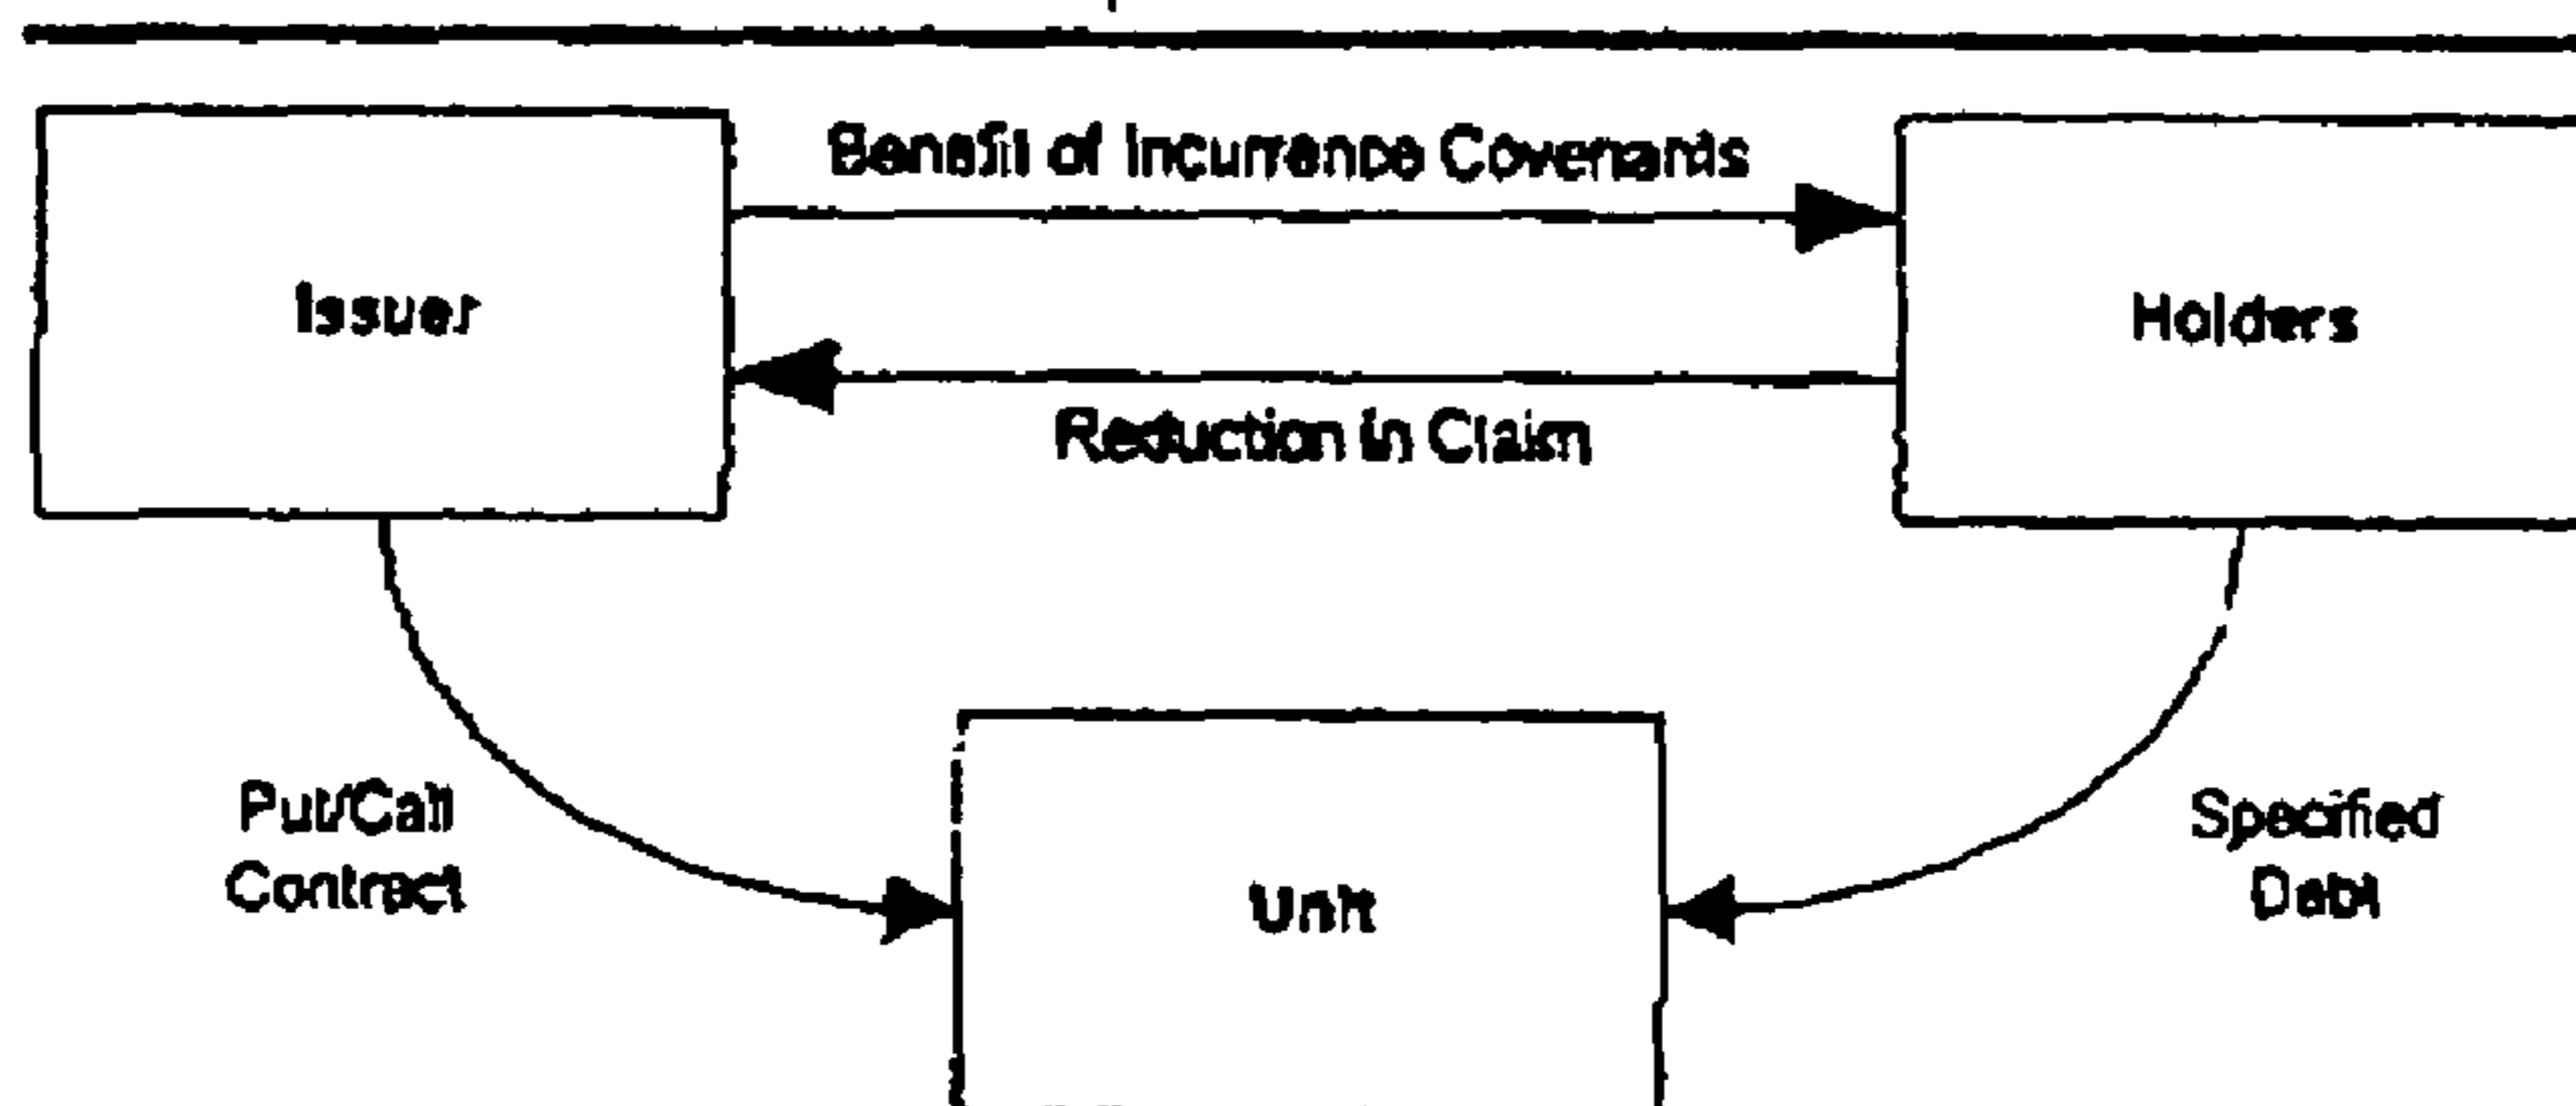 Benefit of Incurrence Covenants
Issuer
Holders
Reduction in Claim
Put/Call
Contract
Specified
Debt
Unit